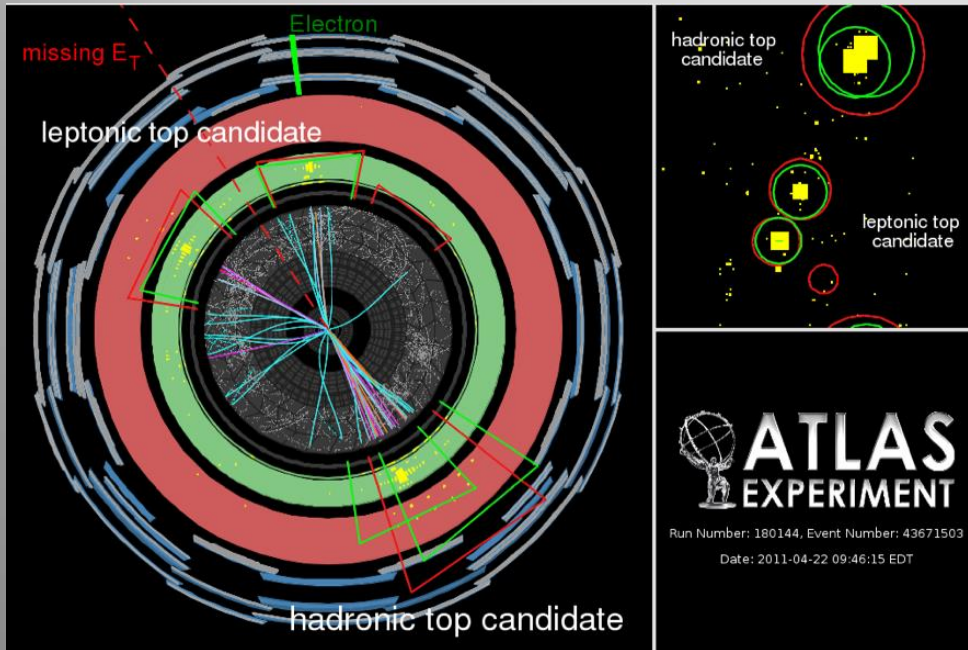 Electron
missing E_T
leptonic top candidate
hadronic top candidate
hadronic top
candidate
leptonic top
candidate
ATLAS
EXPERIMENT
Run Number: 180144, Event Number: 43671503
Date: 2011-04-22 09:46:15 EDT